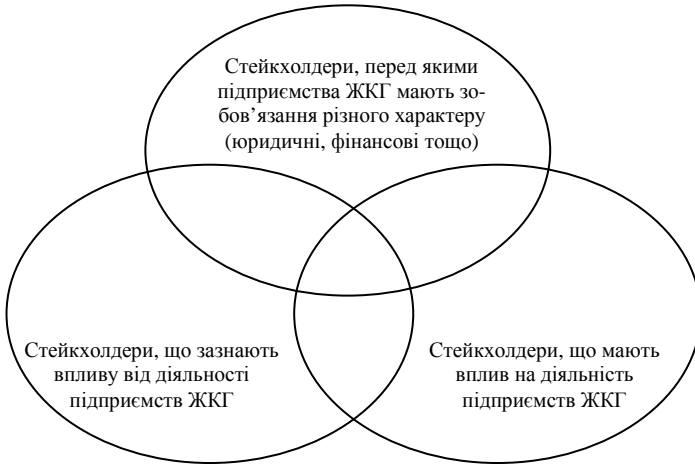 Стейкхолдери, перед якими
підприємства ЖКГ мають зо-
бов’язання різного характеру
(юридичні, фінансові тощо)
Стейкхолдери, що зазнають
впливу від діяльності
підприємств ЖКГ
Стейкхолдери, що мають
вплив на діяльність
підприємств ЖКГ